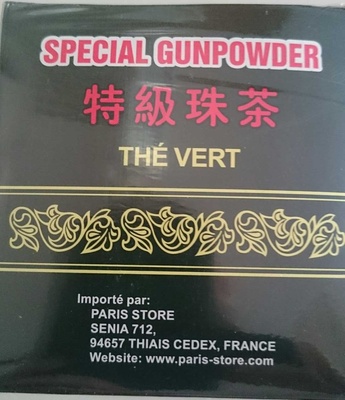 SPECIAL GUNPOWDER
特級珠茶
THÉ VERT
Importé par:
PARIS STORE
SENIA 712,
94657 THIAIS CEDEX, FRANCE
Website: www.paris-store.com